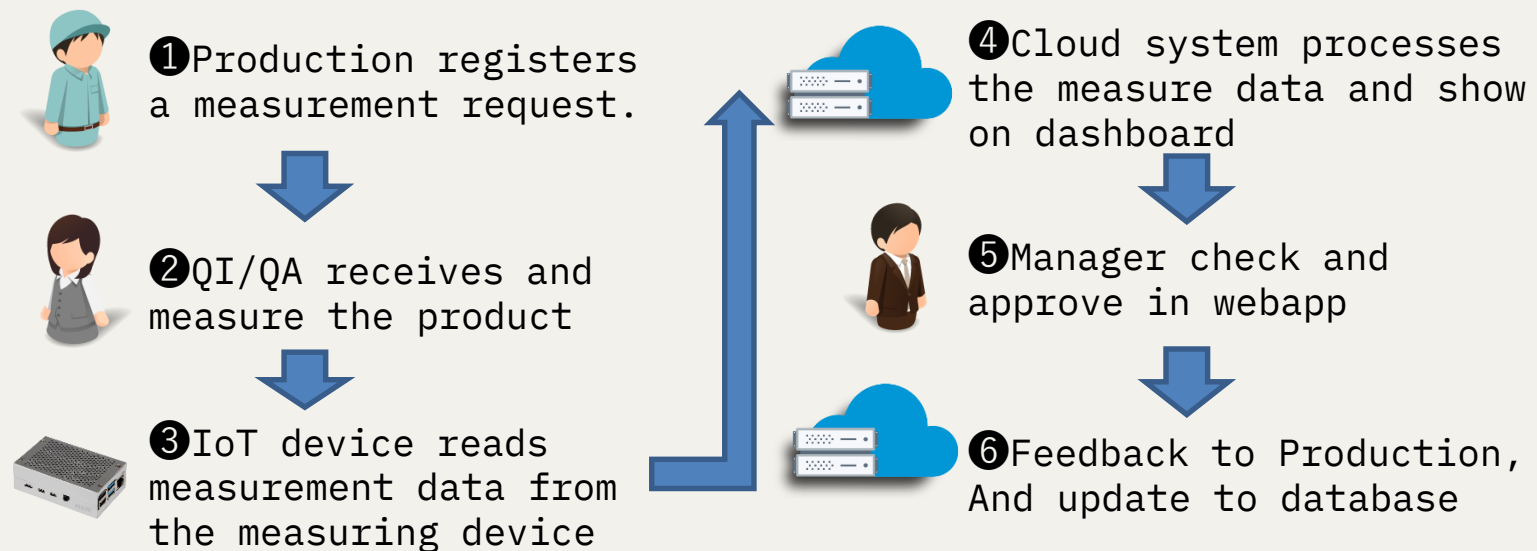 ❶Production registers
a measurement request.
❷QI/QA receives and
measure the product
❸IoT device reads
measurement data from
the measuring device
❹Cloud system processes
the measure data and show
on dashboard
❺Manager check and
approve in webapp
❻Feedback to Production,
And update to database